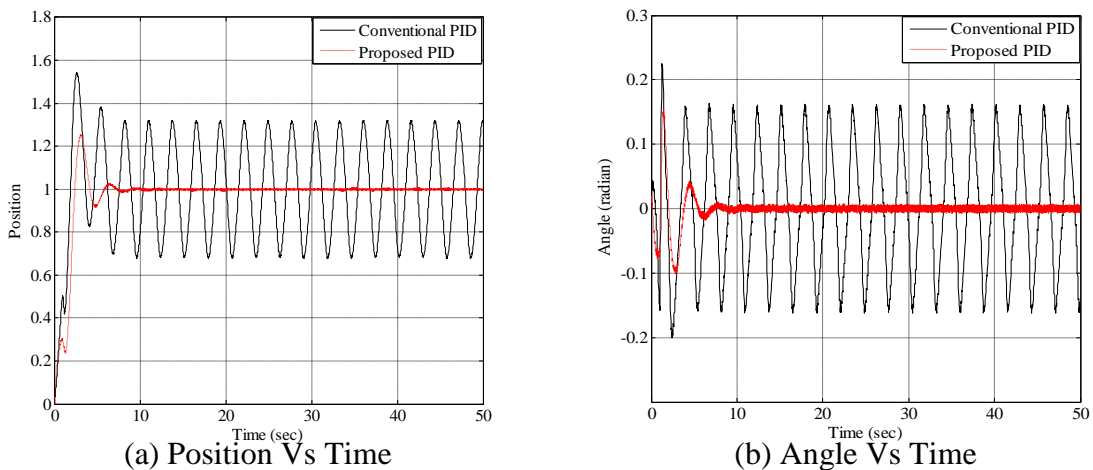 1.8
1.6
1.4
1.2
1
0.8
0.6
0.4
0.2
0
Position
0 10 20 30 40 50
Time (sec)
Conventional PID
Proposed PID
(a) Position Vs Time
0.3
0.2
0.1
0
-0.1
-0.2
Angle (radian)
0 10 20 30 40 50
Time (sec)
Conventional PID
Proposed PID
(b) Angle Vs Time